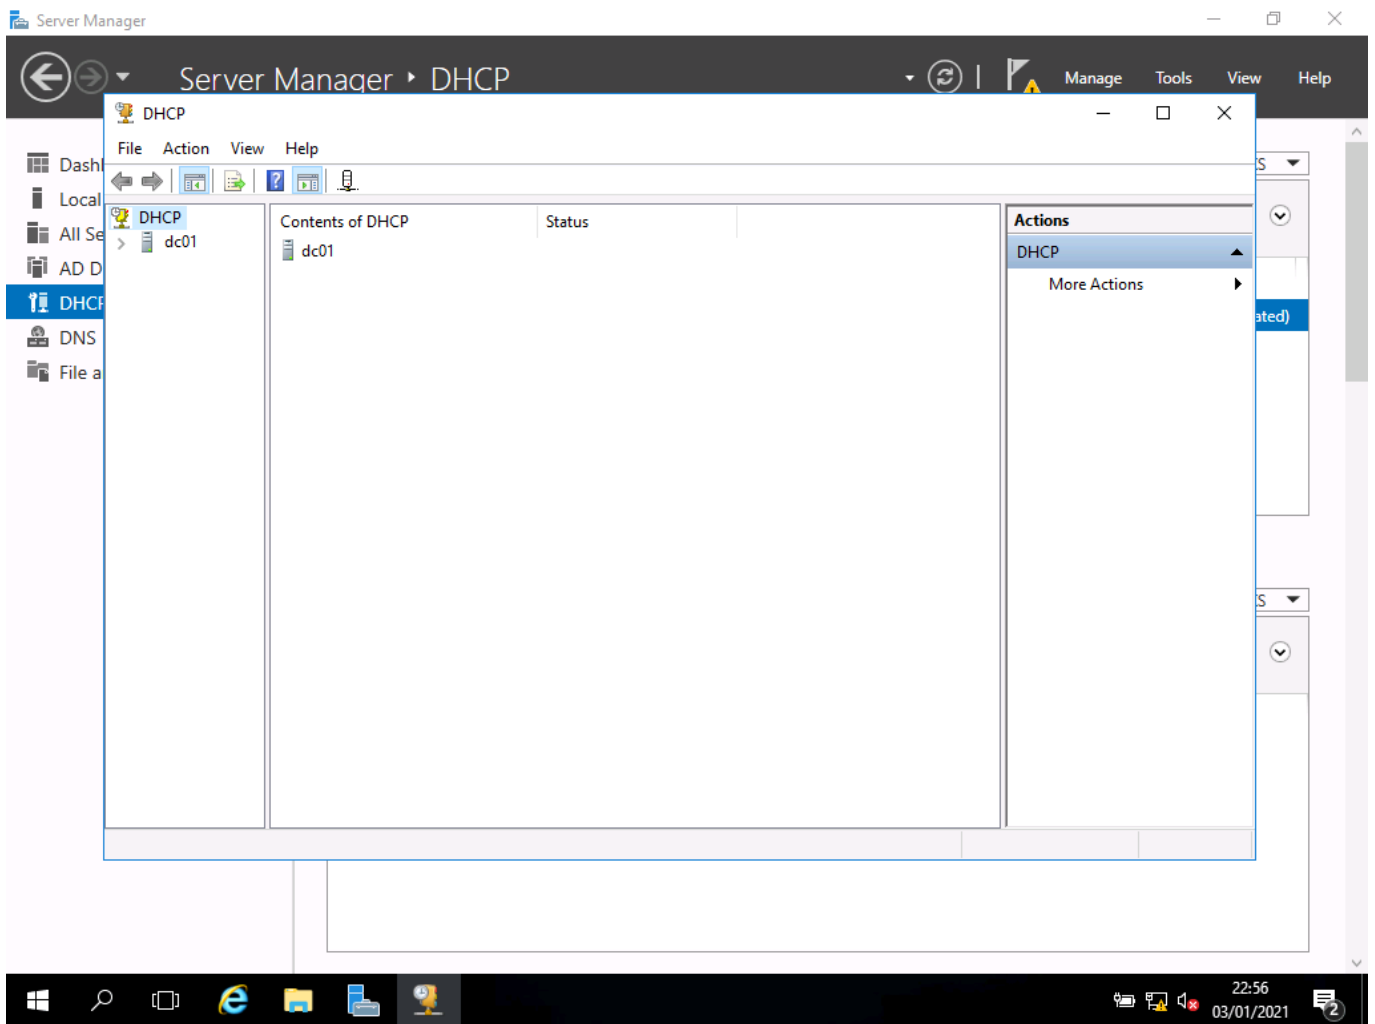 Server Manager
Server Manager ‣ DHCP
Manage
Tools
View
Help
DHCP
File
Action
View
Help
Dashl
Local
All Se
AD D
DHCP
DNS
File a
DHCP
dc01
Contents of DHCP
Status
dc01
Actions
DHCP
More Actions
ated)
22:56
03/01/2021
2